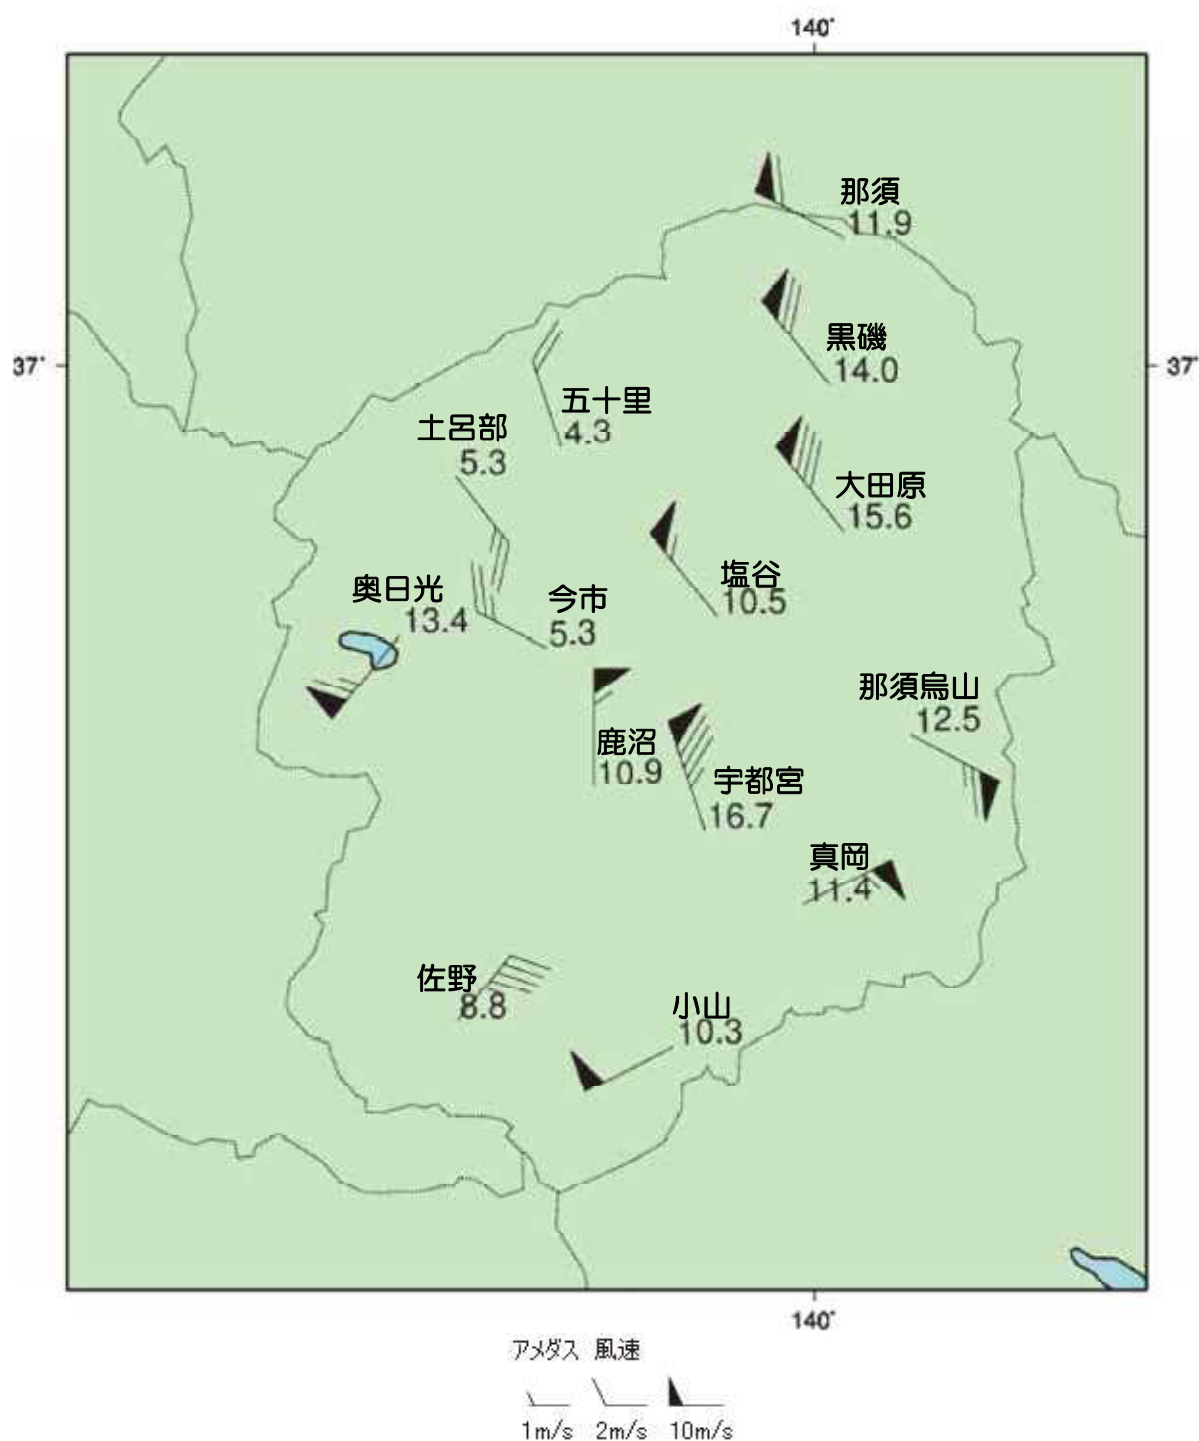 140°
那須
11.9
黒磯
14.0
37°
37°
五十里
4.3
土呂部
5.3
大田原
15.6
塩谷
10.5
奥日光
13.4
今市
5.3
那須烏山
12.5
鹿沼
10.9
宇都宮
16.7
真岡
11.4
佐野
8.8
小山
10.3
140°
アメダス 風速
1m/s 2m/s 10m/s